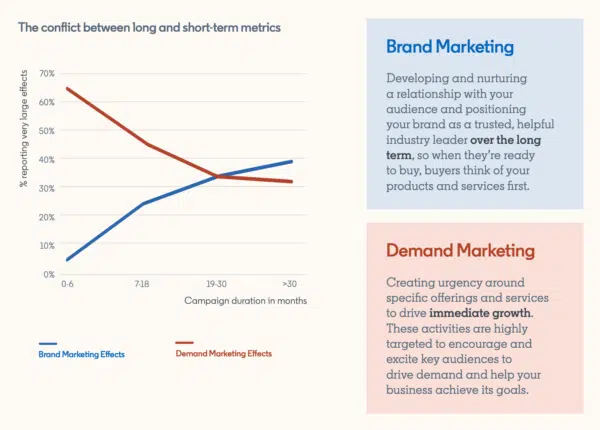 The conflict between long and short-term metrics
% reporting very large effects
70%
60%
50%
40%
30%
20%
10%
0%
0-6
7-18
19-30
>30
Campaign duration in months
Brand Marketing Effects
Demand Marketing Effects
Brand Marketing
Developing and nurturing
a relationship with your
audience and positioning
your brand as a trusted, helpful
industry leader over the long
term, so when they're ready
to buy, buyers think of your
products and services first.
Demand Marketing
Creating urgency around
specific offerings and services
to drive immediate growth.
These activities are highly
targeted to encourage and
excite key audiences to
drive demand and help your
business achieve its goals.